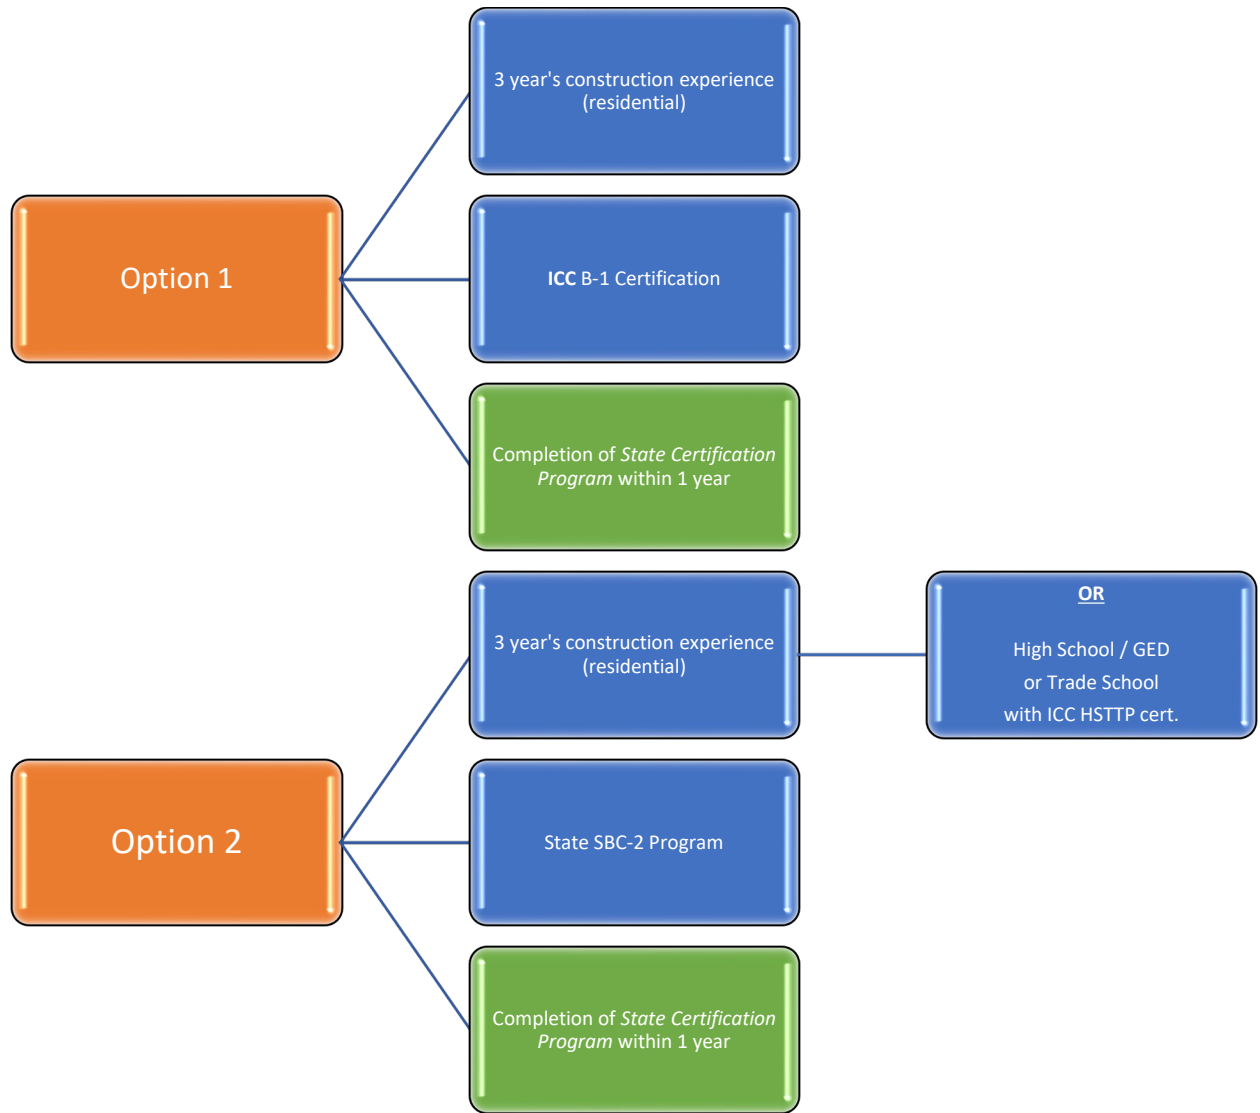 3 year's construction experience
(residential)
Option 1
ICC B-1 Certification
Completion of State Certification
Program within 1 year
3 year's construction experience
(residential)
OR
High School / GED
or Trade School
with ICC HSTTP cert.
Option 2
State SBC-2 Program
Completion of State Certification
Program within 1 year